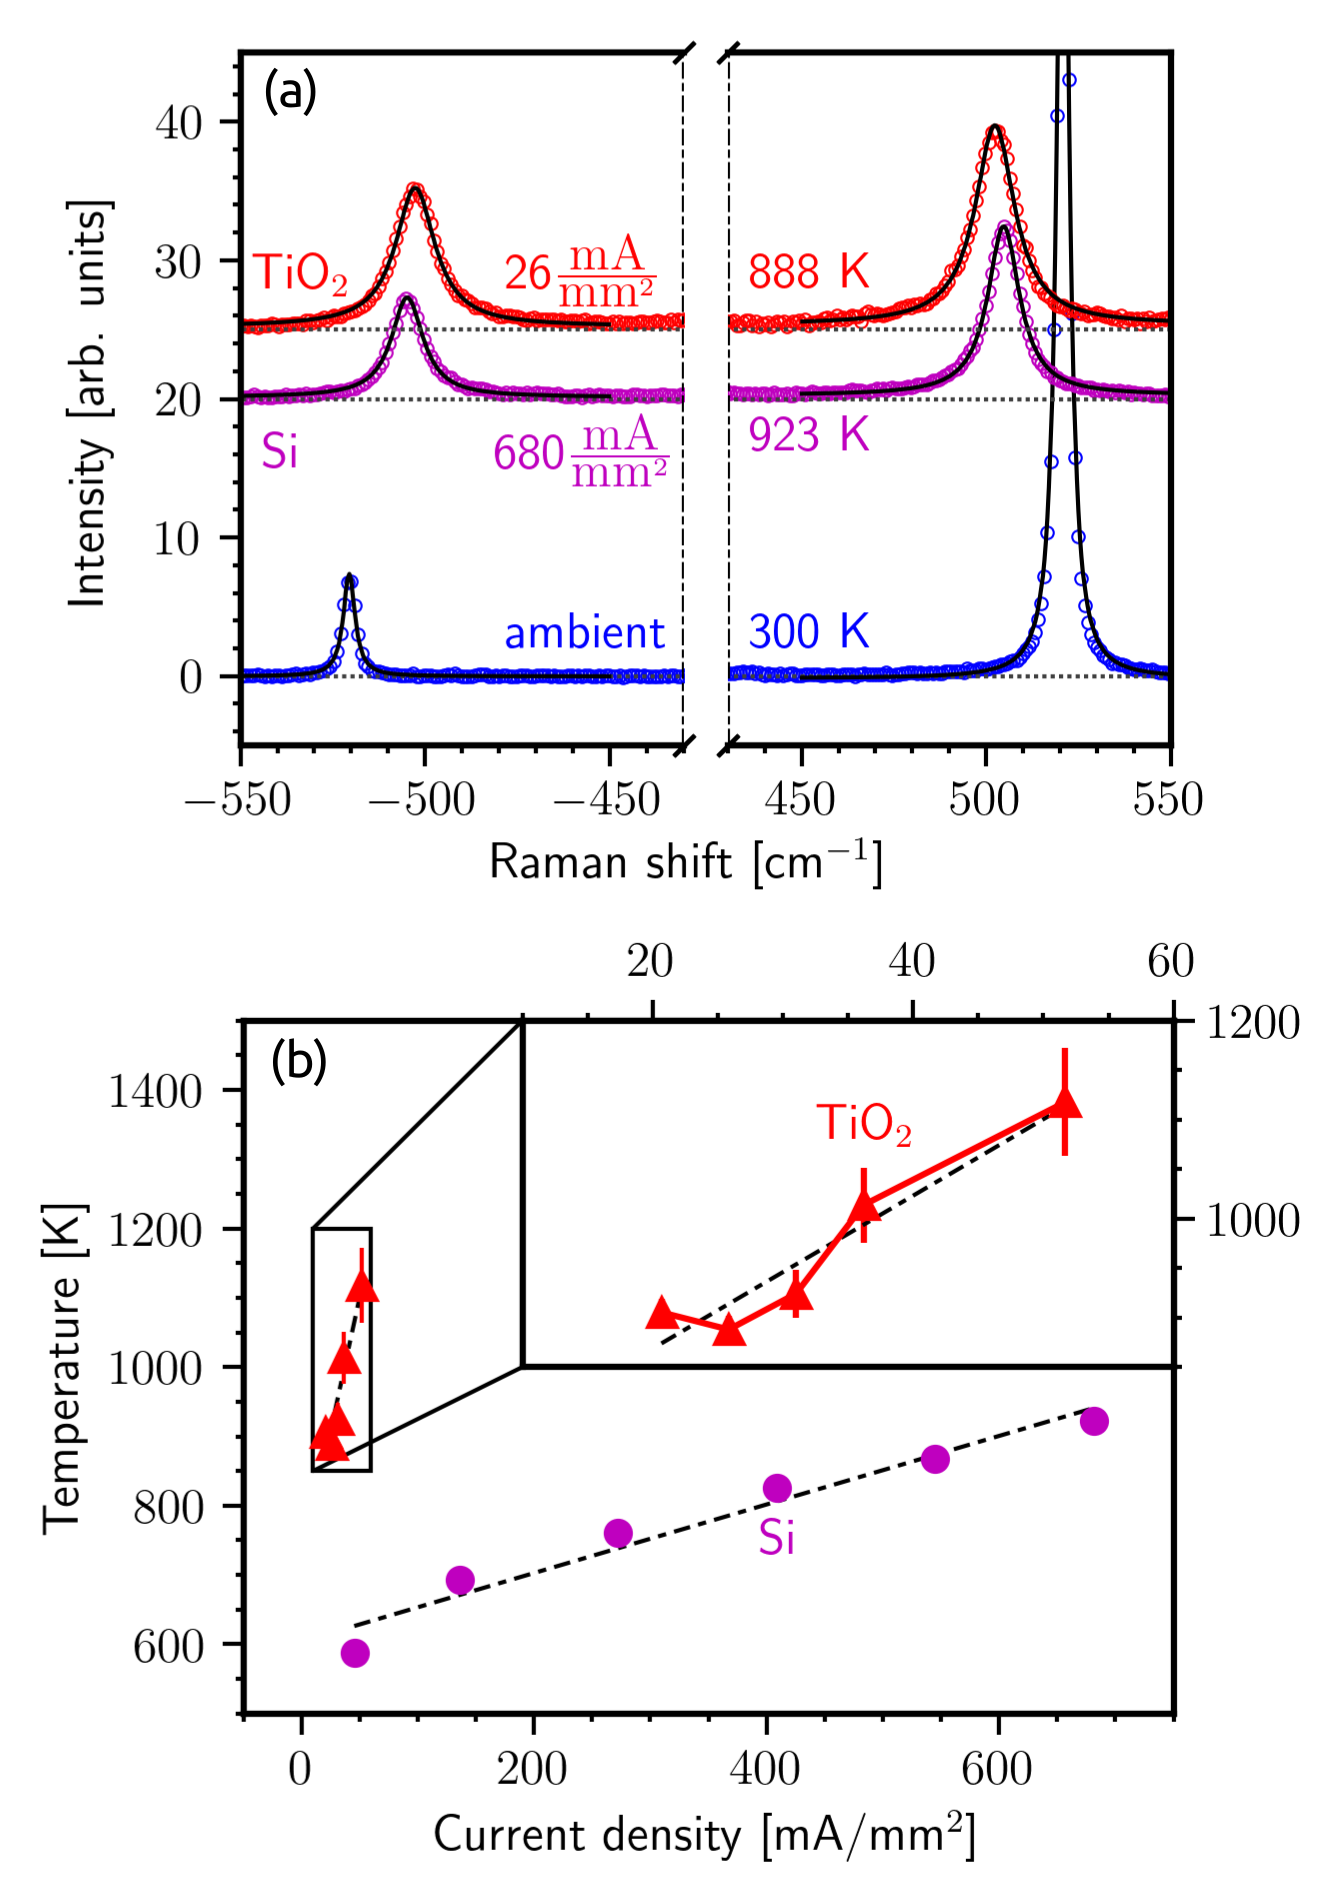 (a)
40
30
20
10
0
Intensity [arb. units]
TiO₂
26 mA/mm²
888 K
Si
680 mA/mm²
923 K
ambient
300 K
−550
−500
−450
450
500
550
Raman shift [cm⁻¹]
20
40
60
(b)
1400
1200
1000
800
600
Temperature [K]
TiO₂
1200
1000
Si
0
200
400
600
Current density [mA/mm²]